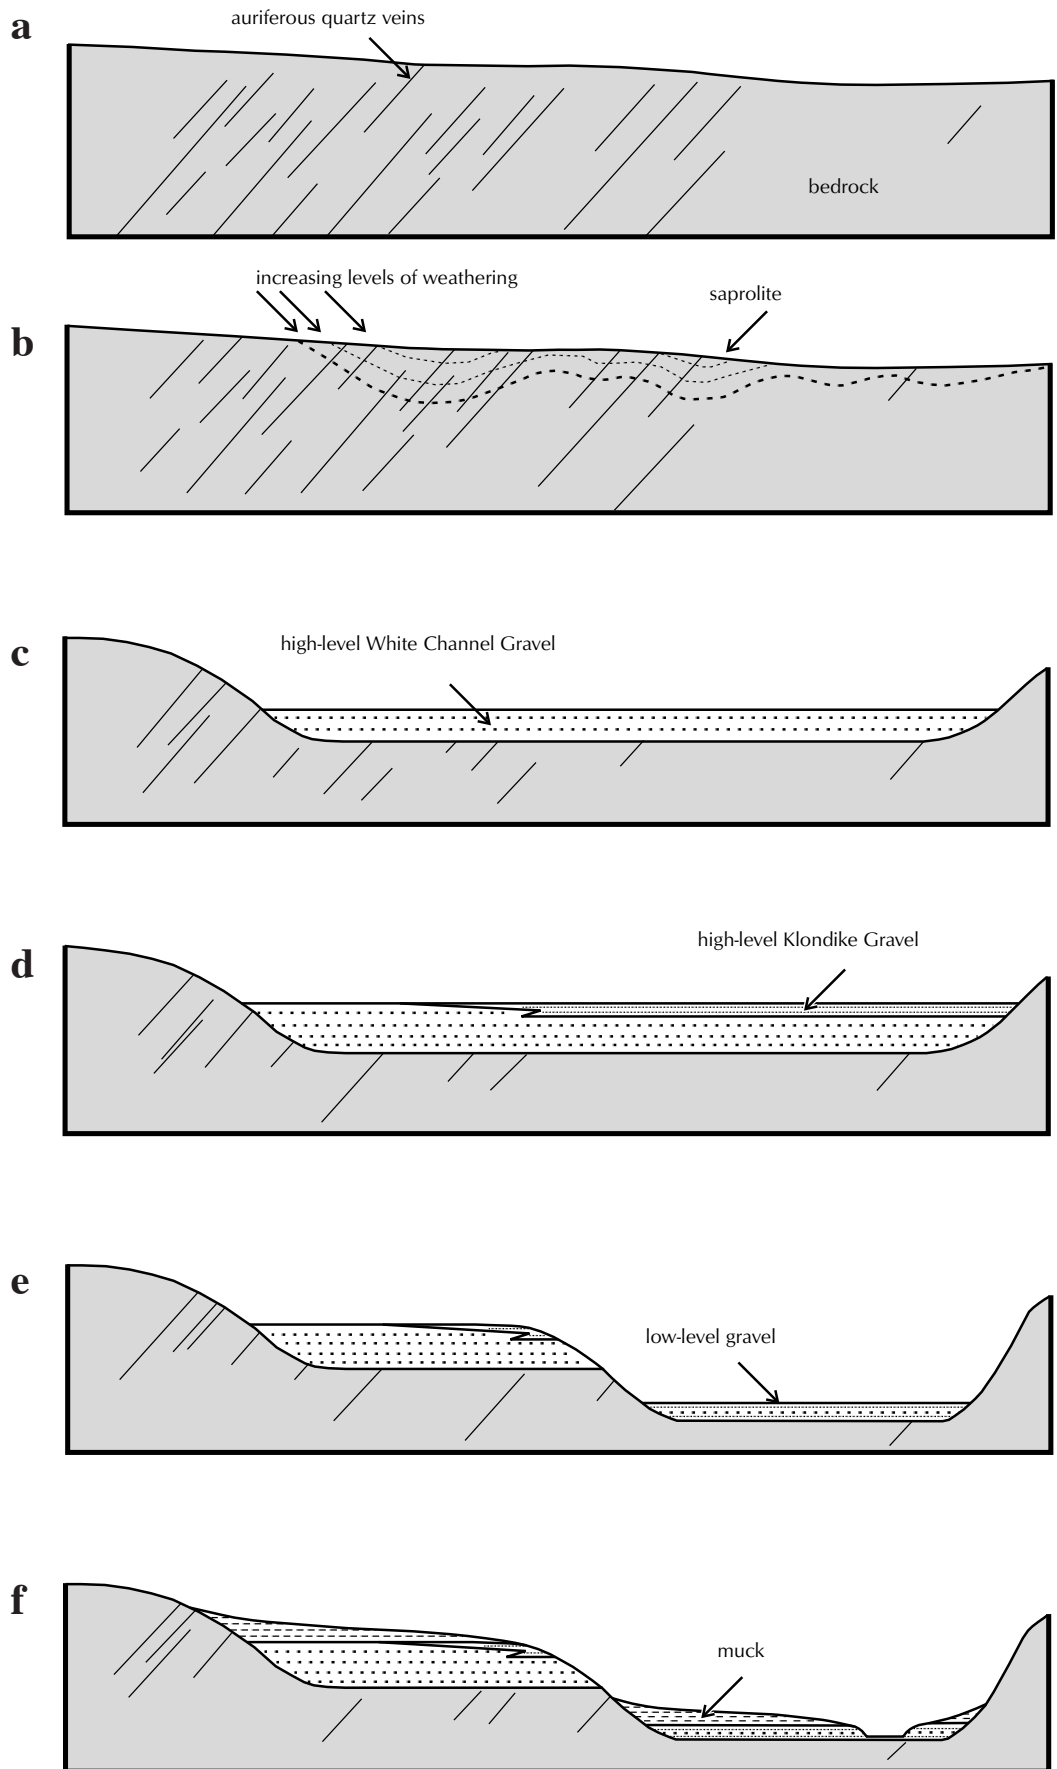 a
auriferous quartz veins
bedrock
b
increasing levels of weathering
saprolite
c
high-level White Channel Gravel
d
high-level Klondike Gravel
e
low-level gravel
f
muck